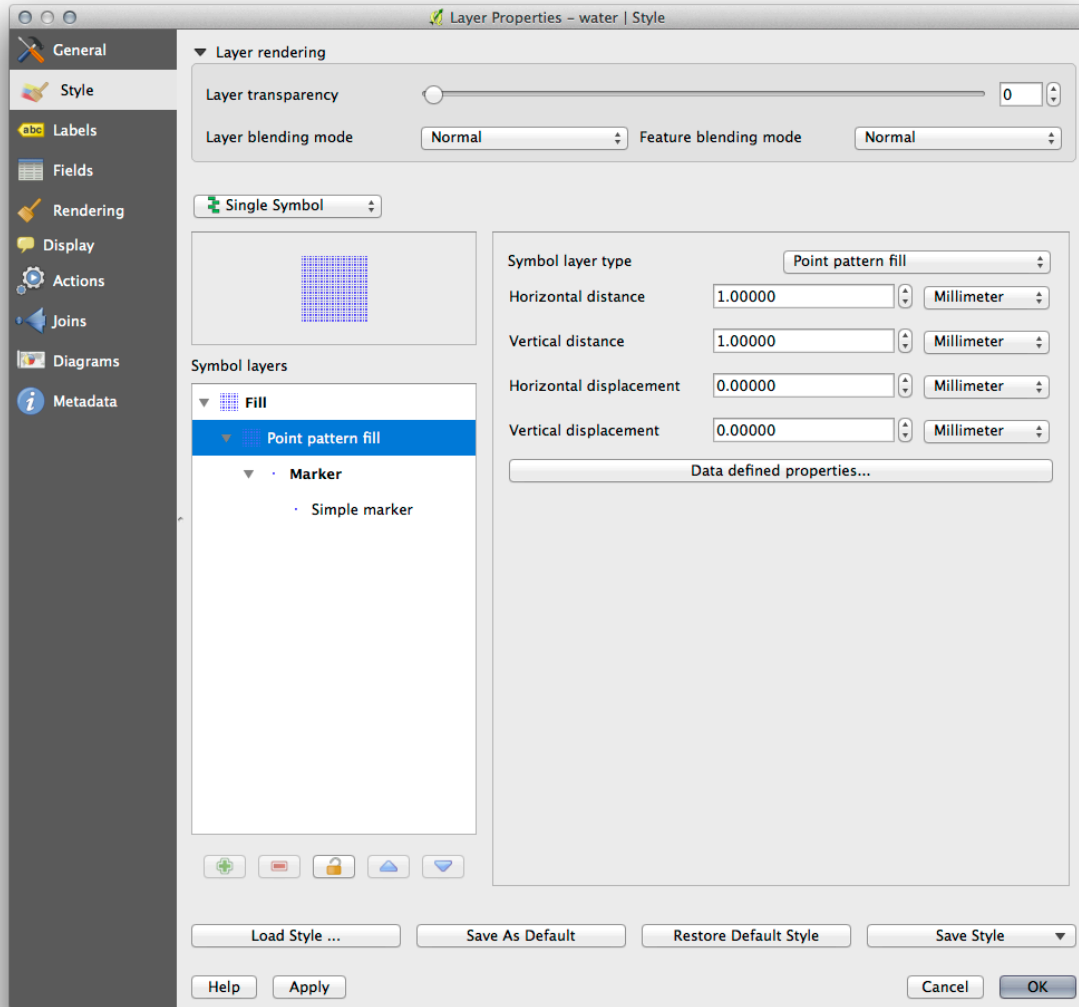 Layer Properties – water | Style
General
Style
abc Labels
Fields
Rendering
Display
Actions
Joins
Diagrams
Metadata
Layer rendering
Layer transparency 0
Layer blending mode Normal Feature blending mode Normal
Single Symbol
Symbol layers
Fill
Point pattern fill
Marker
Simple marker
Symbol layer type Point pattern fill
Horizontal distance 1.00000 Millimeter
Vertical distance 1.00000 Millimeter
Horizontal displacement 0.00000 Millimeter
Vertical displacement 0.00000 Millimeter
Data defined properties...
Load Style ... Save As Default Restore Default Style Save Style
Help Apply Cancel OK